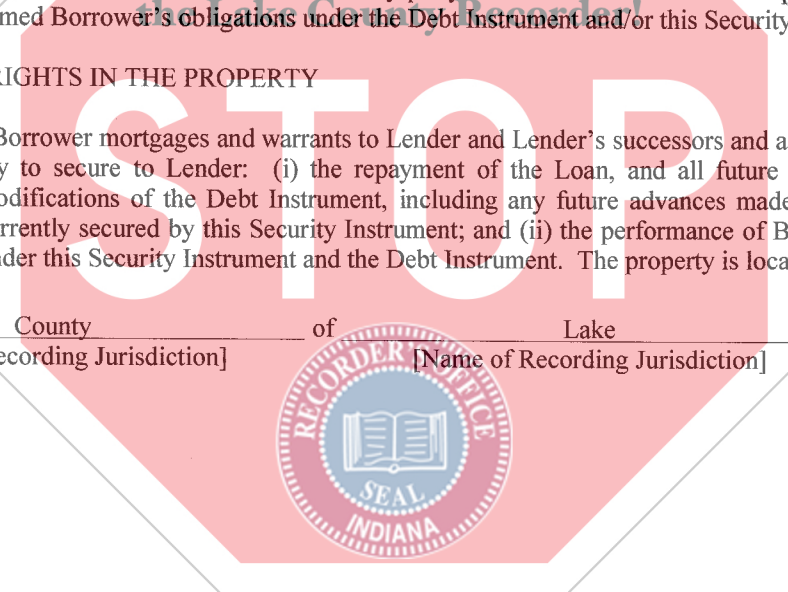 the Lake County Recorder!
med Borrower's obligations under the Debt Instrument and/or this Security
RIGHTS IN THE PROPERTY
STOP
Borrower mortgages and warrants to Lender and Lender's successors and a
y to secure to Lender: (i) the repayment of the Loan, and all future
odifications of the Debt Instrument, including any future advances made
rrently secured by this Security Instrument; and (ii) the performance of B
der this Security Instrument and the Debt Instrument. The property is loca
County of Lake
ecording Jurisdiction] [Name of Recording Jurisdiction]
RECORDER'S OFFICE
SEAL
INDIANA